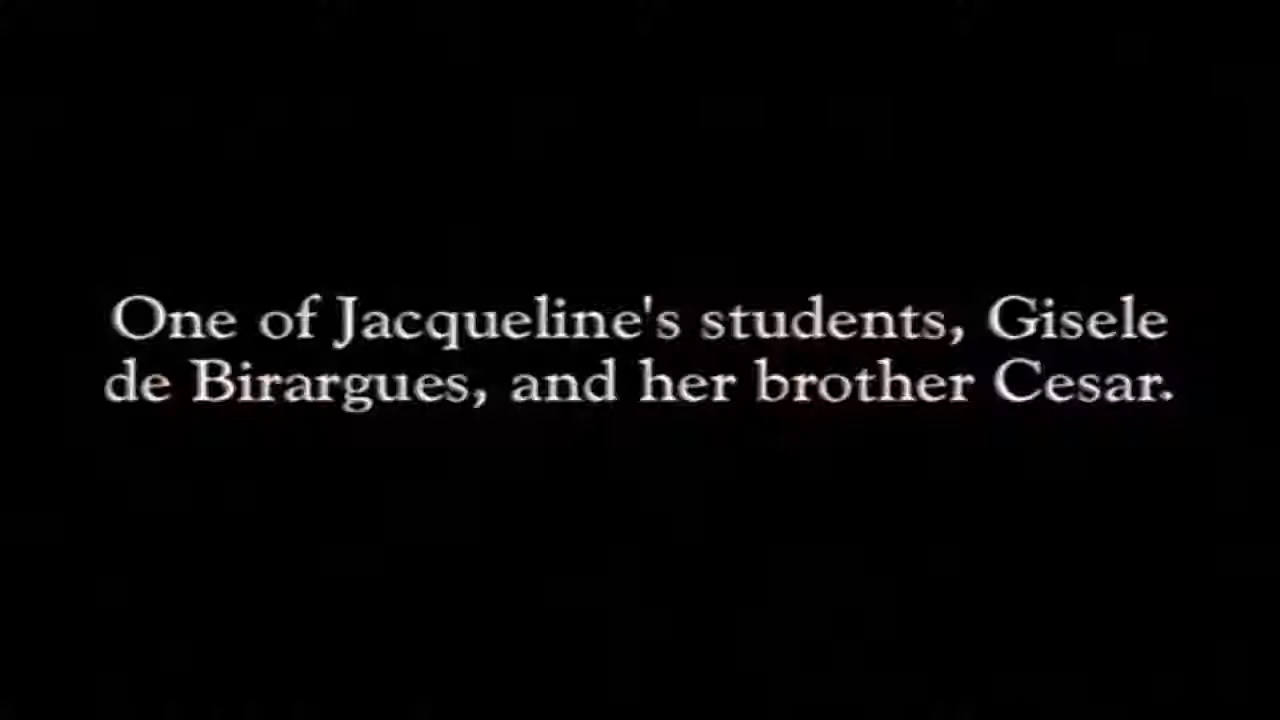 One of Jacqueline's students, Gisele
de Birargues, and her brother Cesar.